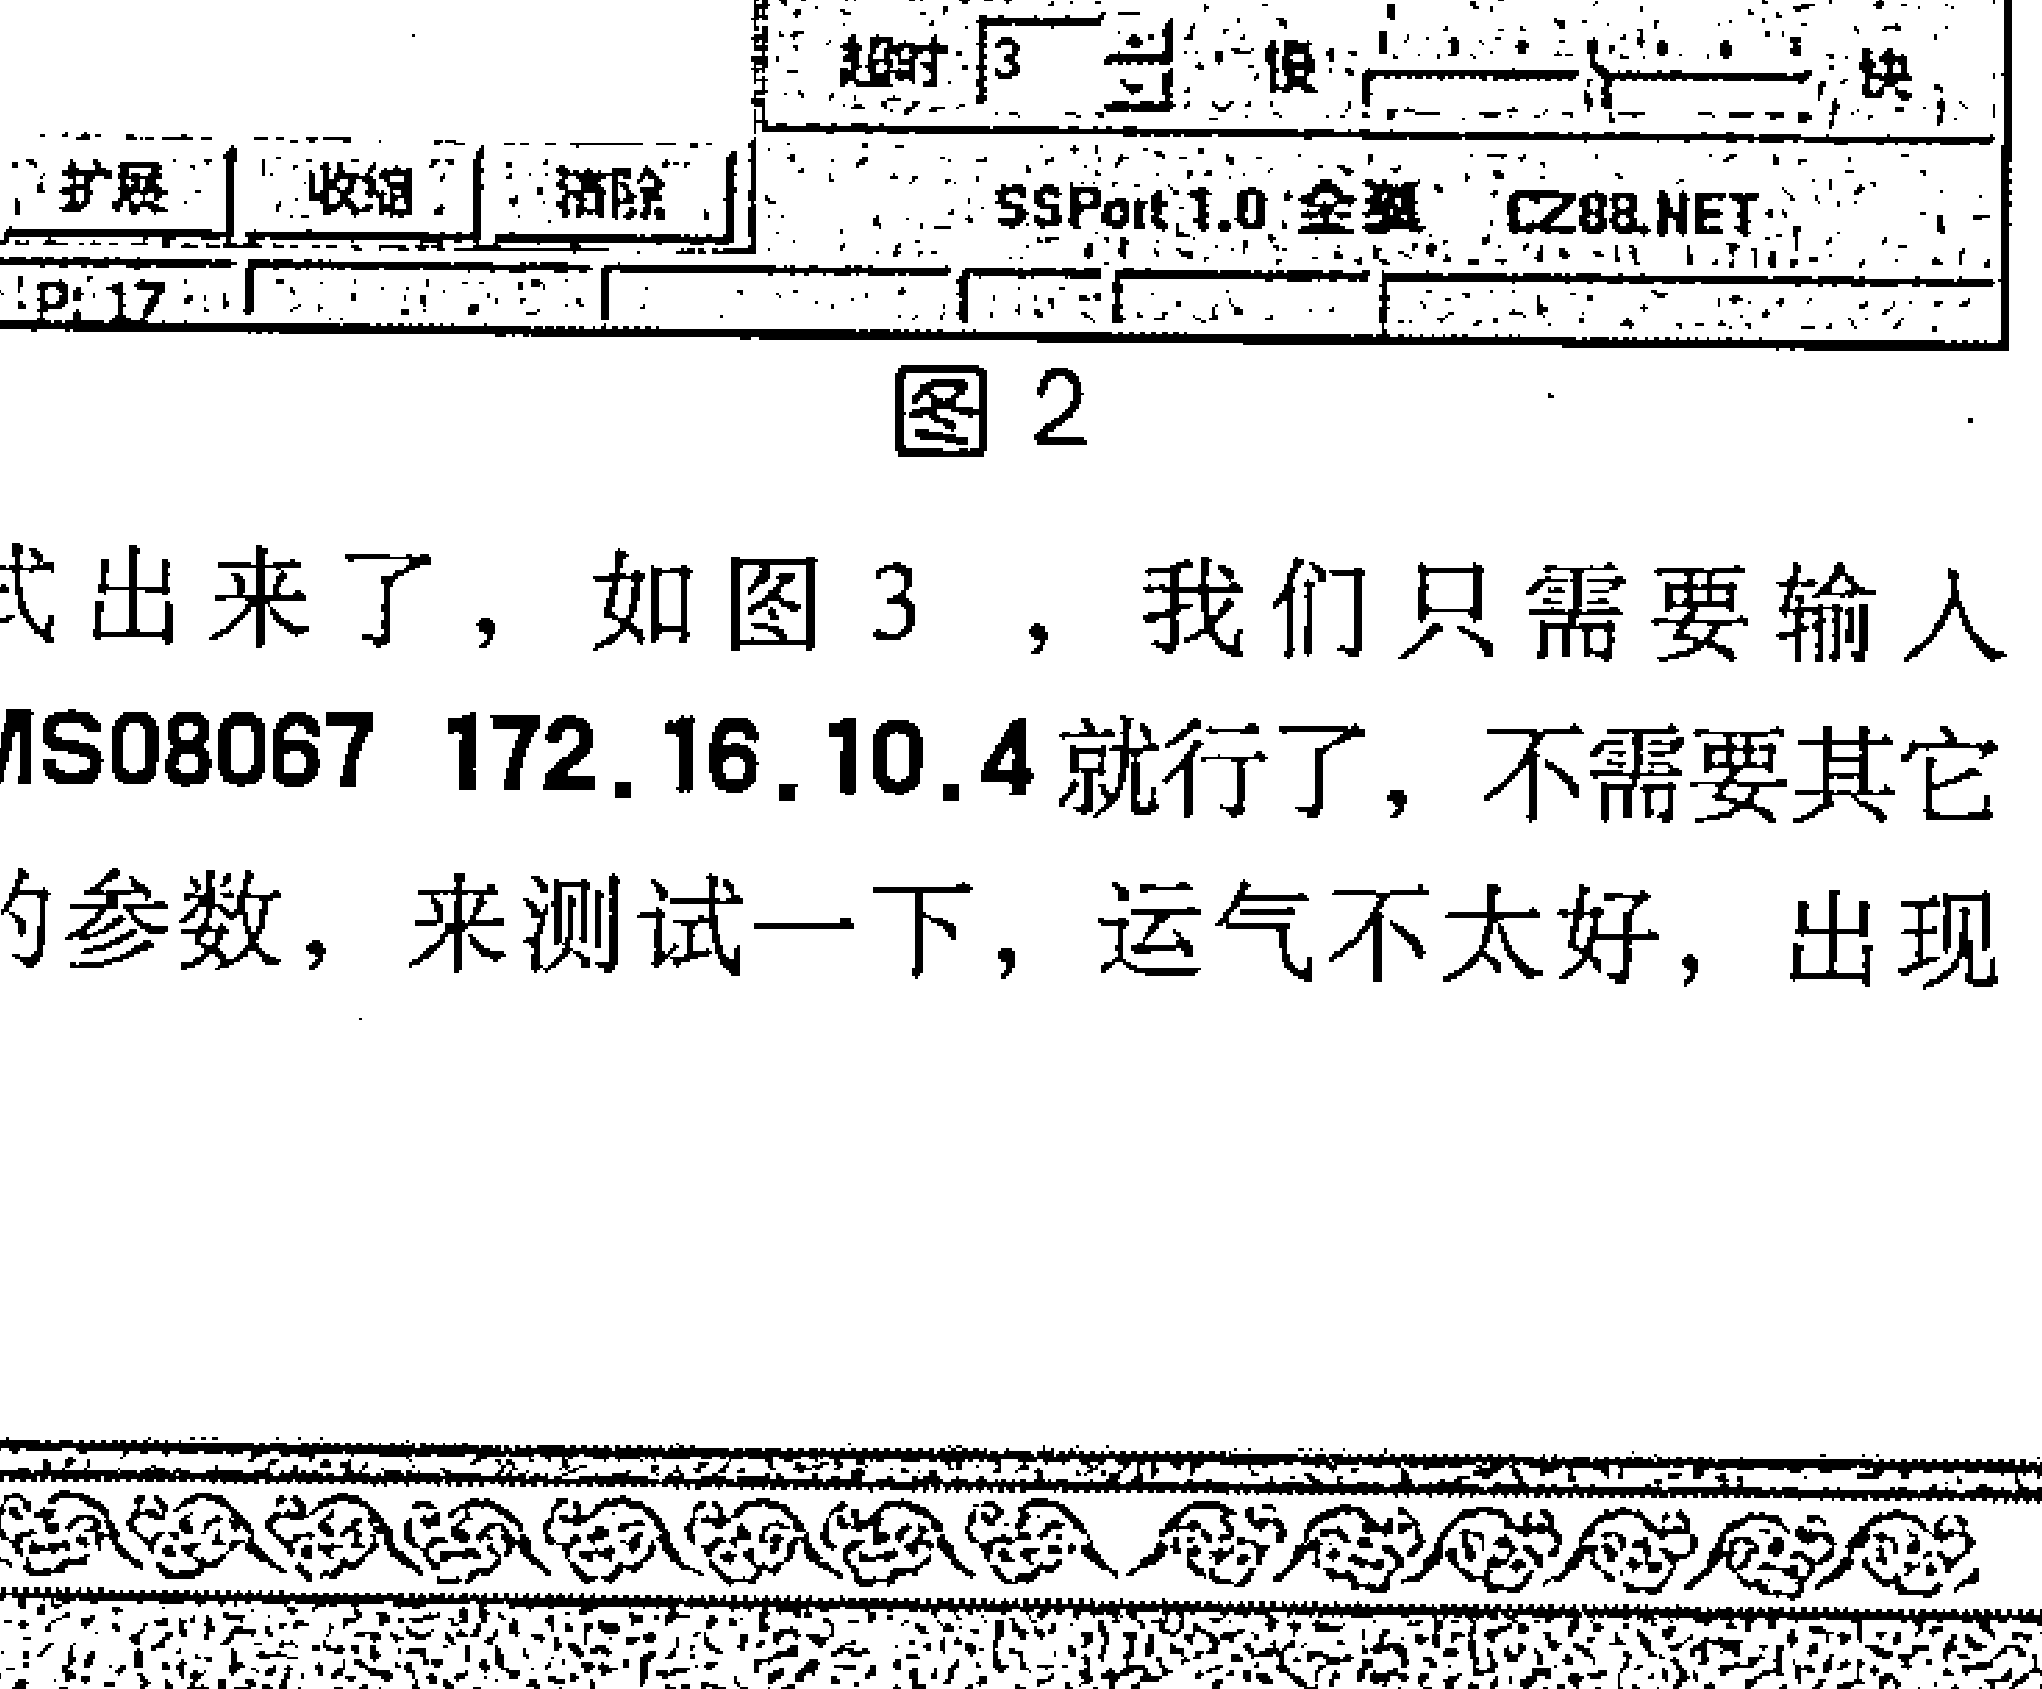 超时 3 慢 快
扩展 收缩 清除
SSPort 1.0 全 CZ88.NET
P: 17
图 2
式出来了，如图 3 ，我们只需要输入
MS08067 172.16.10.4就行了，不需要其它
的参数，来测试一下，运气不太好，出现